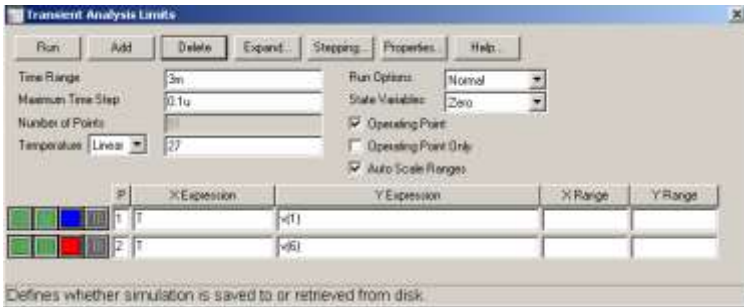 Transient Analysis Limits
Run Add Delete Expand... Stepping... Properties... Help...
Time Range 3m Run Options Normal
Maximum Time Step 0.1u State Variables Zero
Number of Points Operating Point
Temperature Linear 27 Operating Point Only
Auto Scale Ranges
P X Expression Y Expression X Range Y Range
1 T v(1)
2 T v(6)
Defines whether simulation is saved to or retrieved from disk.